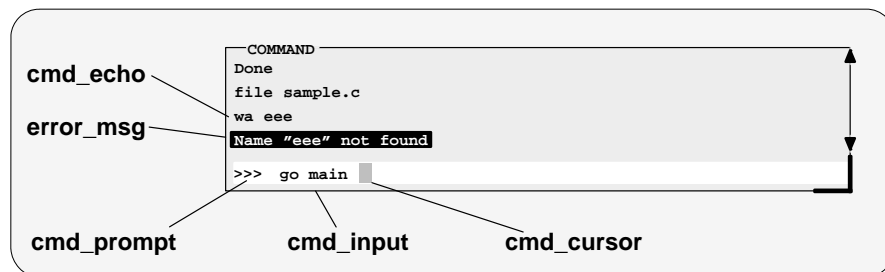 COMMAND
Done
cmd_echo
file sample.c
wa eee
error_msg
Name ″eee″ not found
>>> go main
cmd_prompt cmd_input cmd_cursor